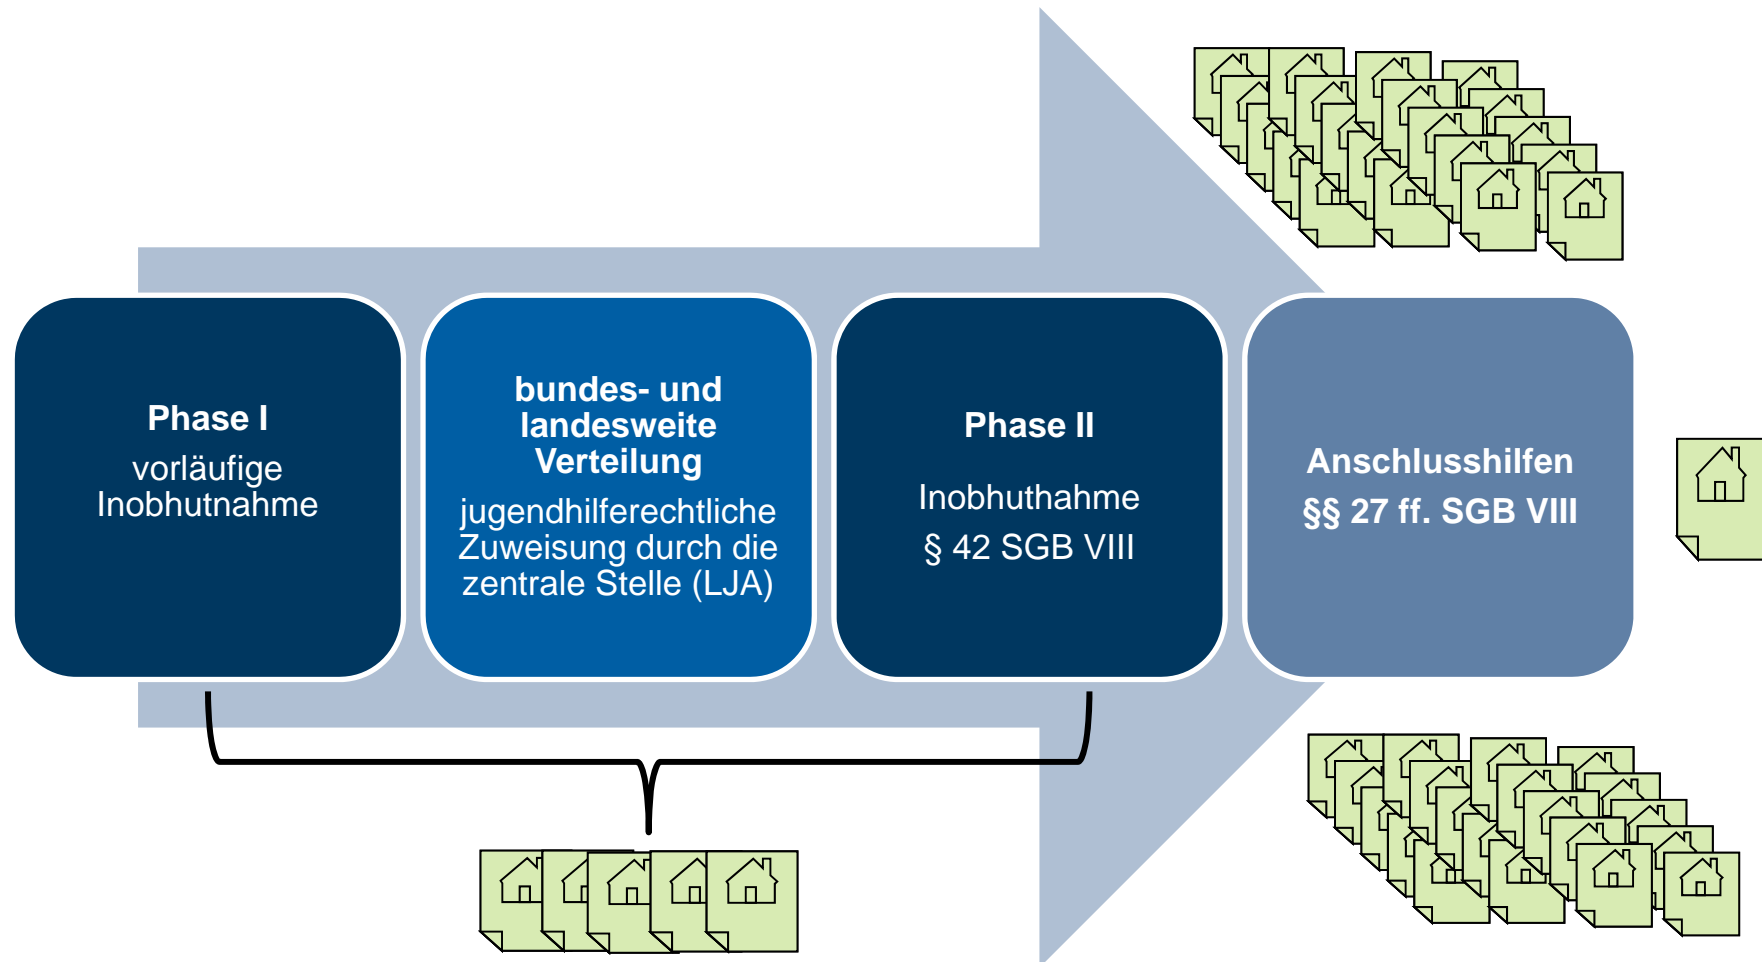 Phase I
vorläufige
Inobhutnahme
bundes- und
landesweite
Verteilung
jugendhilferechtliche
Zuweisung durch die
zentrale Stelle (LJA)
Phase II
Inobhuthahme
§ 42 SGB VIII
Anschlusshilfen
§§ 27 ff. SGB VIII